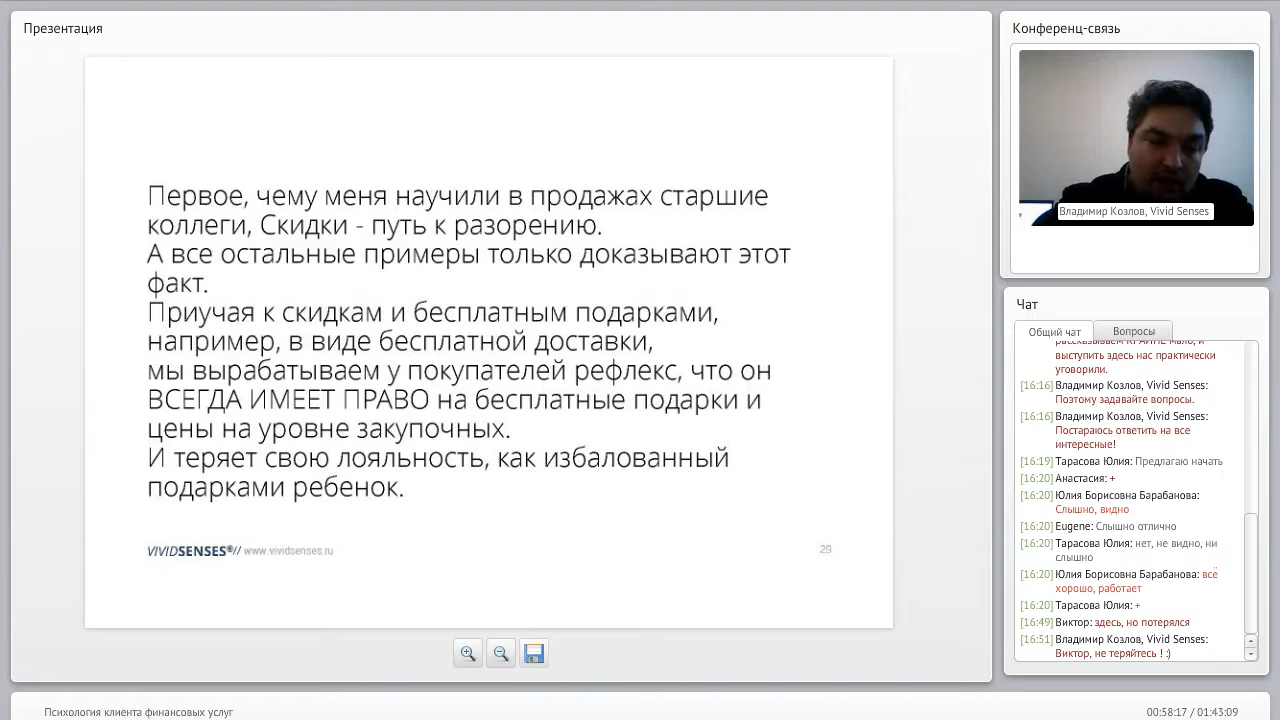 Презентация
Первое, чему меня научили в продажах старшие
коллеги, Скидки - путь к разорению.
А все остальные примеры только доказывают этот
факт.
Приучая к скидкам и бесплатным подарками,
например, в виде бесплатной доставки,
мы вырабатываем у покупателей рефлекс, что он
ВСЕГДА ИМЕЕТ ПРАВО на бесплатные подарки и
цены на уровне закупочных.
И теряет свою лояльность, как избалованный
подарками ребенок.
VIVIDSENSES®// www.vividsenses.ru
29
Конференц-связь
Владимир Козлов, Vivid Senses
Чат
Общий чат
Вопросы
выступить здесь нас практически
уговорили.
[16:16] Владимир Козлов, Vivid Senses:
Поэтому задавайте вопросы.
[16:16] Владимир Козлов, Vivid Senses:
Постараюсь ответить на все
интересные!
[16:19] Тарасова Юлия: Предлагаю начать
[16:20] Анастасия: +
[16:20] Юлия Борисовна Барабанова:
Слышно, видно
[16:20] Eugene: Слышно отлично
[16:20] Тарасова Юлия: нет, не видно, ни
слышно
[16:20] Юлия Борисовна Барабанова: всё
хорошо, работает
[16:20] Тарасова Юлия: +
[16:49] Виктор: здесь, но потерялся
[16:51] Владимир Козлов, Vivid Senses:
Виктор, не теряйтесь ! :)
Психология клиента финансовых услуг
00:58:17 / 01:43:09